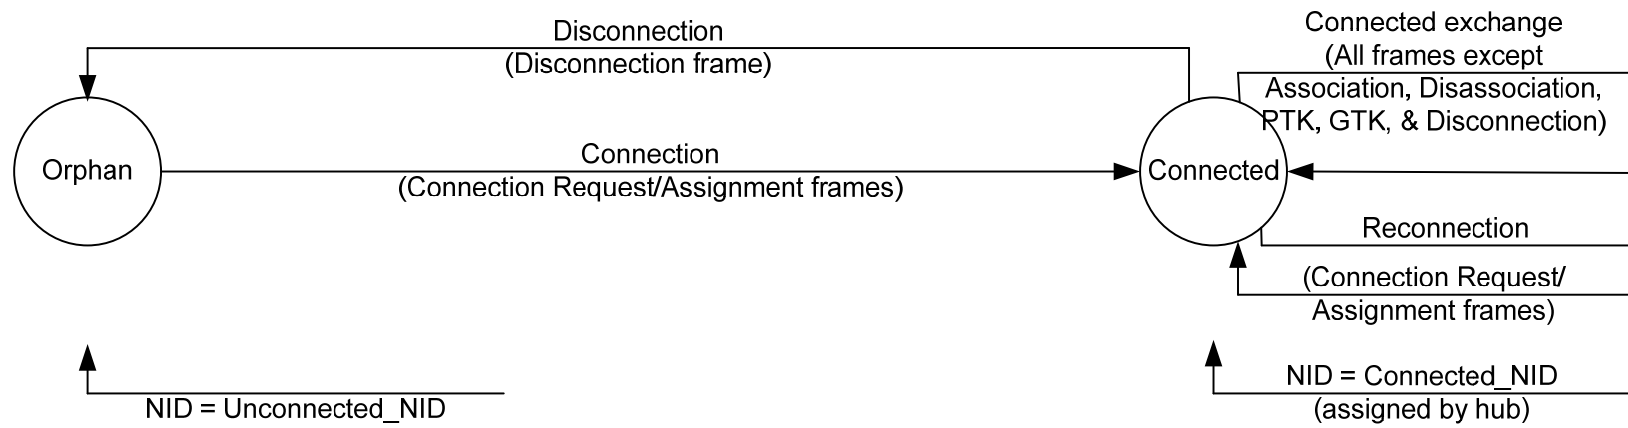 Disconnection
(Disconnection frame)
Connected exchange
(All frames except
Association, Disassociation,
PTK, GTK, & Disconnection)
Orphan
Connection
(Connection Request/Assignment frames)
Connected
Reconnection
(Connection Request/
Assignment frames)
NID = Unconnected_NID
NID = Connected_NID
(assigned by hub)